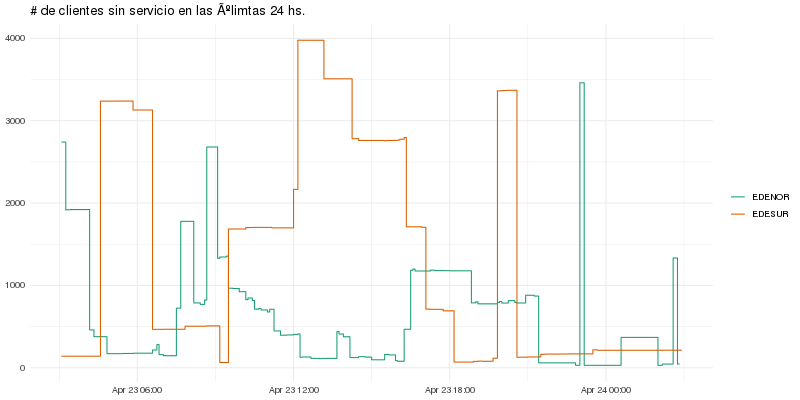 # de clientes sin servicio en las Ãºlimtas 24 hs.
4000
3000
2000
1000
0
Apr 23 06:00
Apr 23 12:00
Apr 23 18:00
Apr 24 00:00
EDENOR
EDESUR